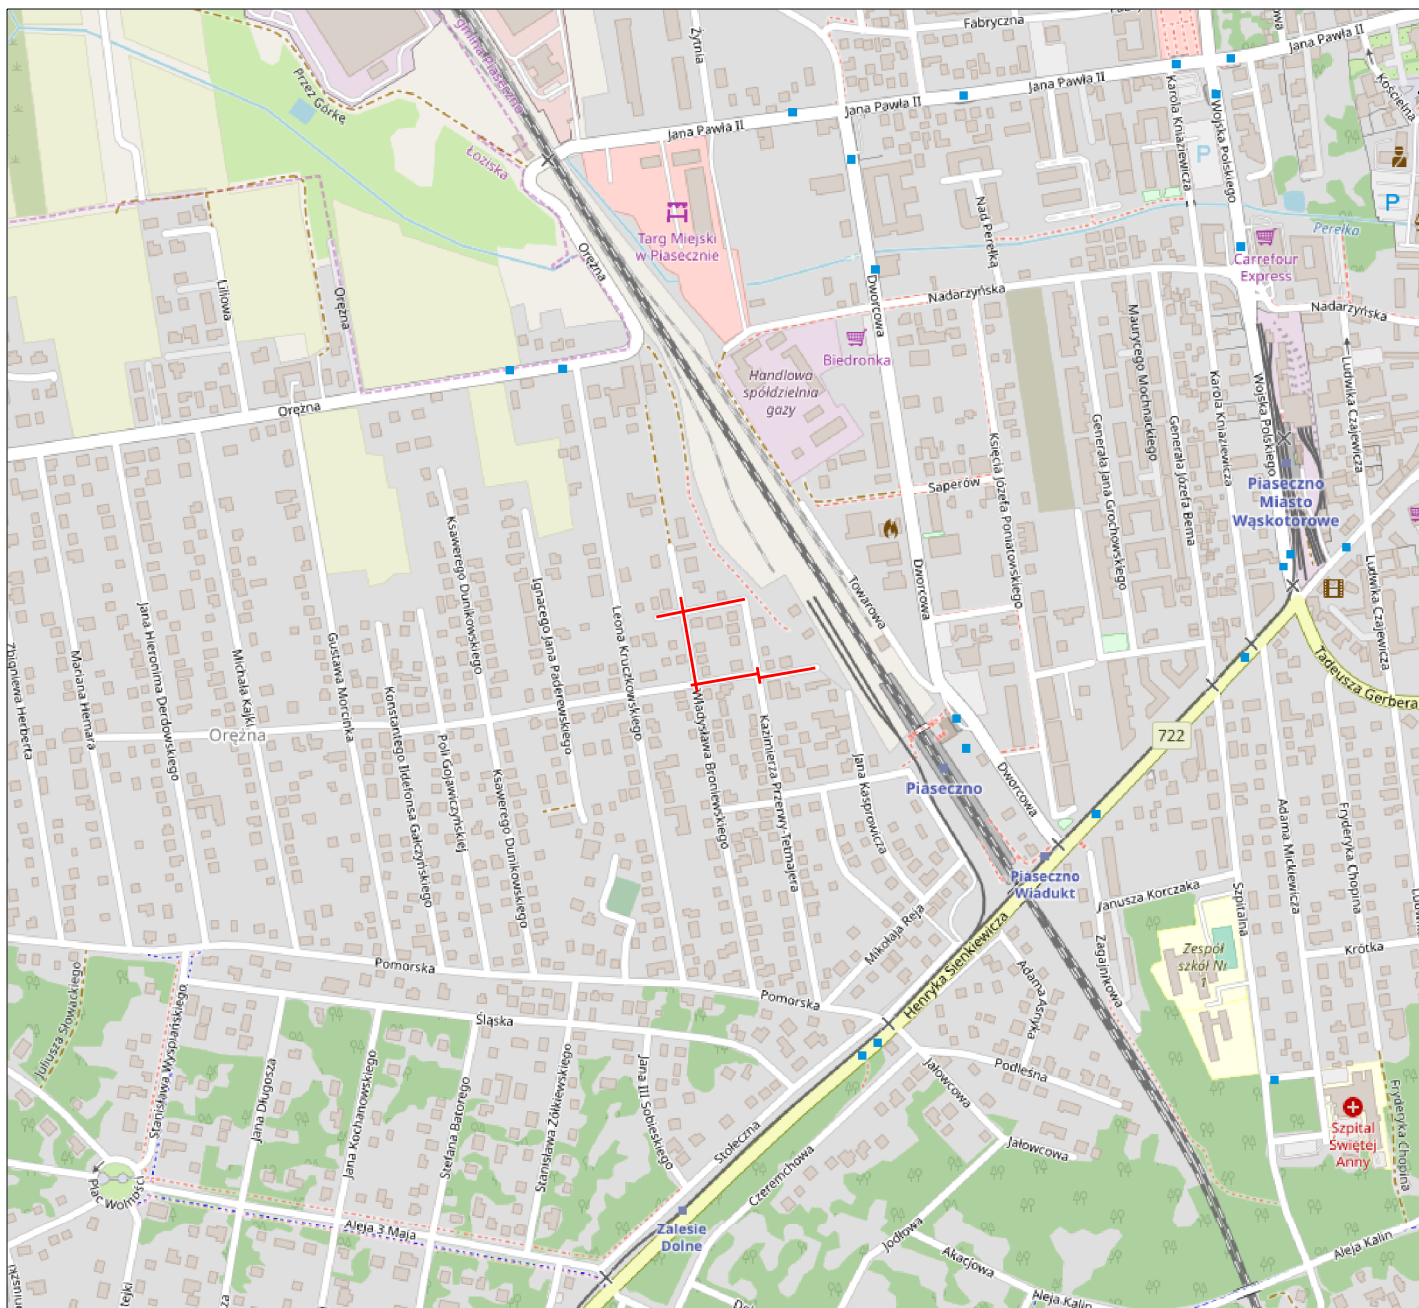 Fabryczna
Żymia
Jana Pawła II
gmina Piaseczno
Przez Górkę
Jana Pawła II
Jana Pawła II
Jana Pawła II
Kościelna
Karola Kniaziewicza
Wojska Polskiego
P
P
Łoziska
Targ Miejski
w Piasecznie
Nad Perełką
Perełka
Carrefour
Express
Orężna
Liliowa
Orężna
Dworcowa
Nadarzyńska
Nadarzyńska
Biedronka
Handlowa
spółdzielnia
gazy
Maurycego Mochnackiego
Karola Kniaziewicza
Wojska Polskiego
Ludwika Czajewicza
Orężna
Generała Jana Grochowskiego
Generała Józefa Bema
Księcia Józefa Poniatowskiego
Saperów
Piaseczno
Miasto
Wąskotorowe
Ksawerego Dunikowskiego
Ignacego Jana Paderewskiego
Leona Kruczkowskiego
Towarowa
Dworcowa
Ludwika Czajewicza
Zbigniewa Herberta
Mariana Hemara
Jana Hieronima Derdowskiego
Michała Kajki
Gustawa Morcinka
Konstantego Ildefonsa Gałczyńskiego
Poli Gojawiczyńskiej
Ksawerego Dunikowskiego
Władysława Broniewskiego
Kazimierza Przerwy-Tetmajera
Jana Kasprowicza
Tadeusza Gerbera
Orężna
722
Piaseczno
Dworcowa
Adama Mickiewicza
Fryderyka Chopina
Piaseczno
Wiadukt
Janusza Korczaka
Szpitalna
Mikołaja Reja
Henryka Sienkiewicza
Zespół
szkół Nr
1
Krótka
Pomorska
Pomorska
Zagajnikowa
Adama Asnyka
Juliusza Słowackiego
Stanisława Wyspiańskiego
Śląska
Jana Długosza
Jana Kochanowskiego
Stefana Batorego
Stanisława Żółkiewskiego
Jana III Sobieskiego
Podleśna
Jałowcowa
Jałowcowa
Stołeczna
Czeremchowa
Szpital
Świętej
Anny
Fryderyka Chopina
Plac Wolności
Aleja 3 Maja
Zalesie
Dolne
Jodłowa
Akacjowa
Aleja Kalin
Aleja Kalin